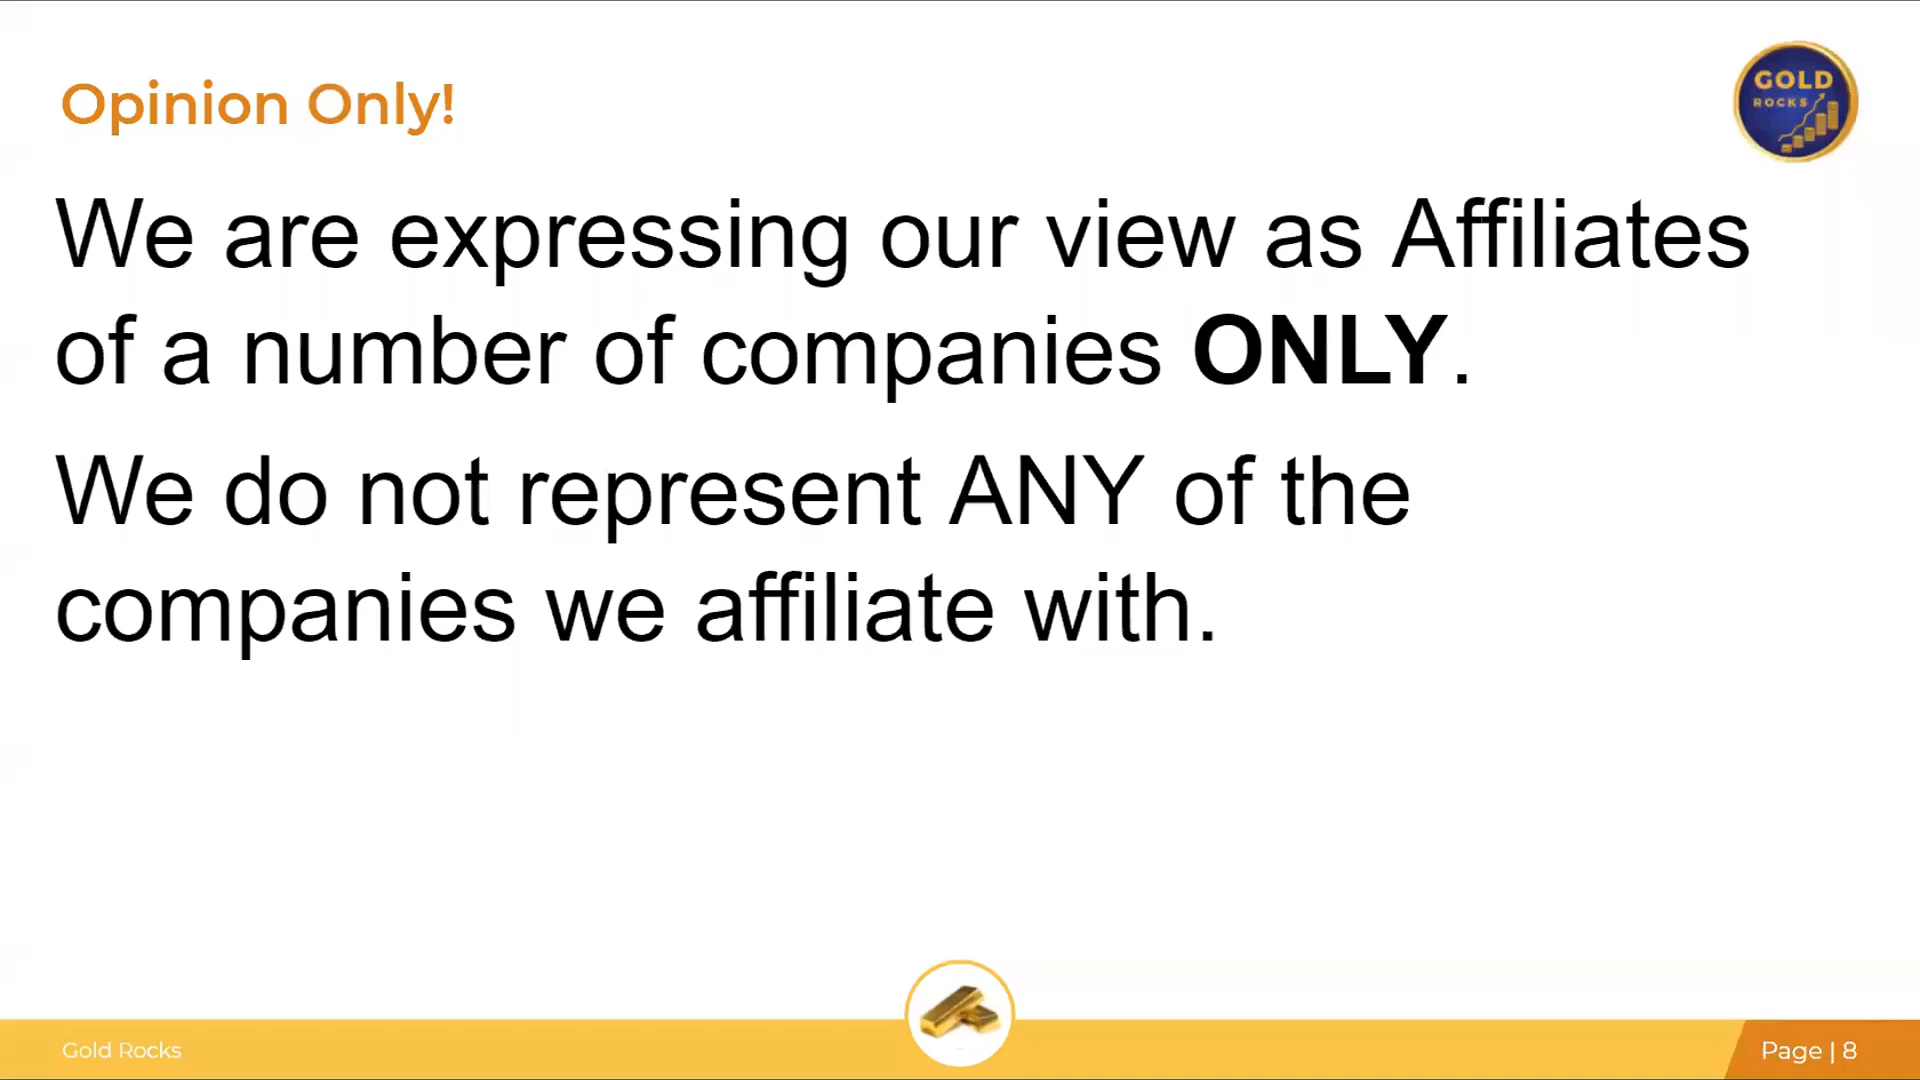 Opinion Only!
GOLD
ROCKS
We are expressing our view as Affiliates
of a number of companies ONLY.
We do not represent ANY of the
companies we affiliate with.
Gold Rocks
Page | 8